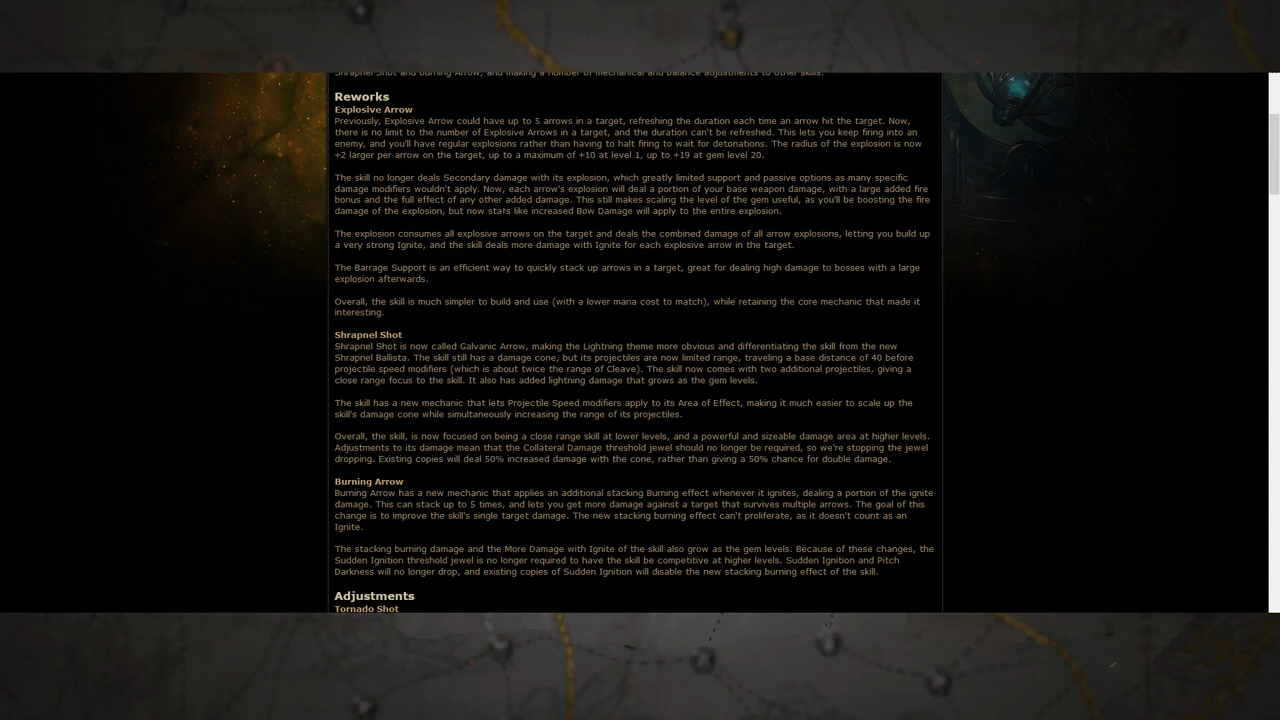 Shrapnel Shot and Burning Arrow, and making a number of mechanical and balance adjustments to other skills.
Reworks
Explosive Arrow
Previously, Explosive Arrow could have up to 5 arrows in a target, refreshing the duration each time an arrow hit the target. Now,
there is no limit to the number of Explosive Arrows in a target, and the duration can't be refreshed. This lets you keep firing into an
enemy, and you'll have regular explosions rather than having to halt firing to wait for detonations. The radius of the explosion is now
+2 larger per arrow on the target, up to a maximum of +10 at level 1, up to +19 at gem level 20.
The skill no longer deals Secondary damage with its explosion, which greatly limited support and passive options as many specific
damage modifiers wouldn't apply. Now, each arrow's explosion will deal a portion of your base weapon damage, with a large added fire
bonus and the full effect of any other added damage. This still makes scaling the level of the gem useful, as you'll be boosting the fire
damage of the explosion, but now stats like increased Bow Damage will apply to the entire explosion.
The explosion consumes all explosive arrows on the target and deals the combined damage of all arrow explosions, letting you build up
a very strong Ignite, and the skill deals more damage with Ignite for each explosive arrow in the target.
The Barrage Support is an efficient way to quickly stack up arrows in a target, great for dealing high damage to bosses with a large
explosion afterwards.
Overall, the skill is much simpler to build and use (with a lower mana cost to match), while retaining the core mechanic that made it
interesting.
Shrapnel Shot
Shrapnel Shot is now called Galvanic Arrow, making the Lightning theme more obvious and differentiating the skill from the new
Shrapnel Ballista. The skill still has a damage cone, but its projectiles are now limited range, traveling a base distance of 40 before
projectile speed modifiers (which is about twice the range of Cleave). The skill now comes with two additional projectiles, giving a
close range focus to the skill. It also has added lightning damage that grows as the gem levels.
The skill has a new mechanic that lets Projectile Speed modifiers apply to its Area of Effect, making it much easier to scale up the
skill's damage cone while simultaneously increasing the range of its projectiles.
Overall, the skill, is now focused on being a close range skill at lower levels, and a powerful and sizeable damage area at higher levels.
Adjustments to its damage mean that the Collateral Damage threshold jewel should no longer be required, so we're stopping the jewel
dropping. Existing copies will deal 50% increased damage with the cone, rather than giving a 50% chance for double damage.
Burning Arrow
Burning Arrow has a new mechanic that applies an additional stacking Burning effect whenever it ignites, dealing a portion of the ignite
damage. This can stack up to 5 times, and lets you get more damage against a target that survives multiple arrows. The goal of this
change is to improve the skill's single target damage. The new stacking burning effect can't proliferate, as it doesn't count as an
Ignite.
The stacking burning damage and the More Damage with Ignite of the skill also grow as the gem levels. Because of these changes, the
Sudden Ignition threshold jewel is no longer required to have the skill be competitive at higher levels. Sudden Ignition and Pitch
Darkness will no longer drop, and existing copies of Sudden Ignition will disable the new stacking burning effect of the skill.
Adjustments
Tornado Shot